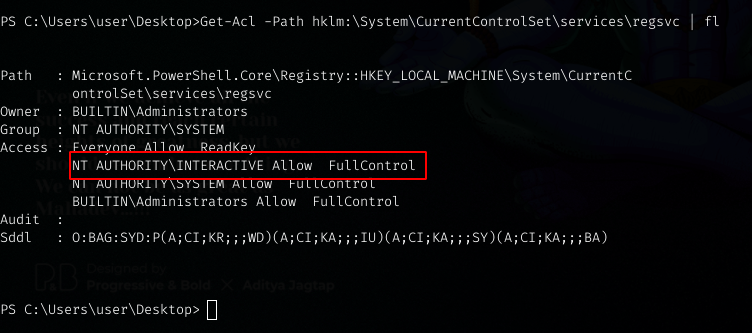 PS C:\Users\user\Desktop>Get-Acl -Path hklm:\System\CurrentControlSet\services\regsvc | fl
Path   : Microsoft.PowerShell.Core\Registry::HKEY_LOCAL_MACHINE\System\CurrentC
         ontrolSet\services\regsvc
Owner  : BUILTIN\Administrators
Group  : NT AUTHORITY\SYSTEM
Access : Everyone Allow  ReadKey
         NT AUTHORITY\INTERACTIVE Allow  FullControl
         NT AUTHORITY\SYSTEM Allow  FullControl
         BUILTIN\Administrators Allow  FullControl
Audit  :
Sddl   : O:BAG:SYD:P(A;CI;KR;;;WD)(A;CI;KA;;;IU)(A;CI;KA;;;SY)(A;CI;KA;;;BA)
Designed by
Progressive & Bold X Aditya Jagtap
PS C:\Users\user\Desktop>